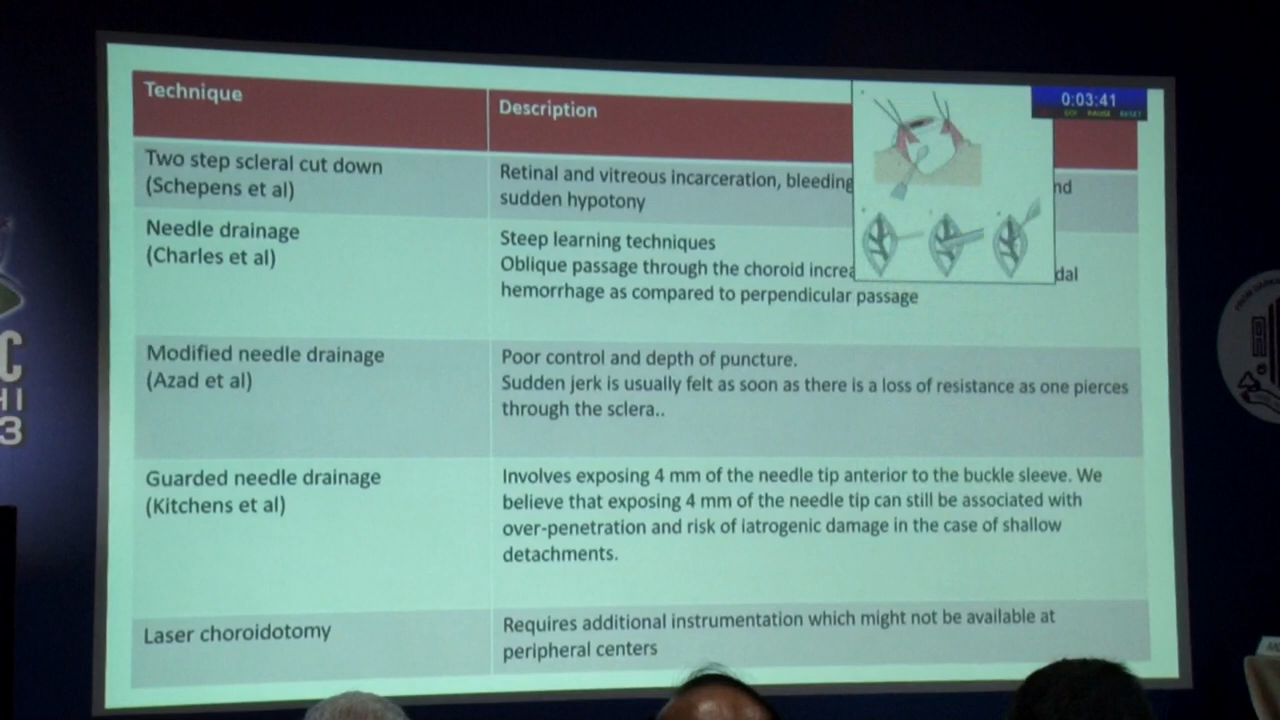 Technique
Description
0:03:41
GO! PAUSE RESET
Two step scleral cut down
(Schepens et al)
Retinal and vitreous incarceration, bleeding nd
sudden hypotony
Needle drainage
(Charles et al)
Steep learning techniques
Oblique passage through the choroid increa dal
hemorrhage as compared to perpendicular passage
Modified needle drainage
(Azad et al)
Poor control and depth of puncture.
Sudden jerk is usually felt as soon as there is a loss of resistance as one pierces
through the sclera..
Guarded needle drainage
(Kitchens et al)
Involves exposing 4 mm of the needle tip anterior to the buckle sleeve. We
believe that exposing 4 mm of the needle tip can still be associated with
over-penetration and risk of iatrogenic damage in the case of shallow
detachments.
Laser choroidotomy
Requires additional instrumentation which might not be available at
peripheral centers
C
HI
3